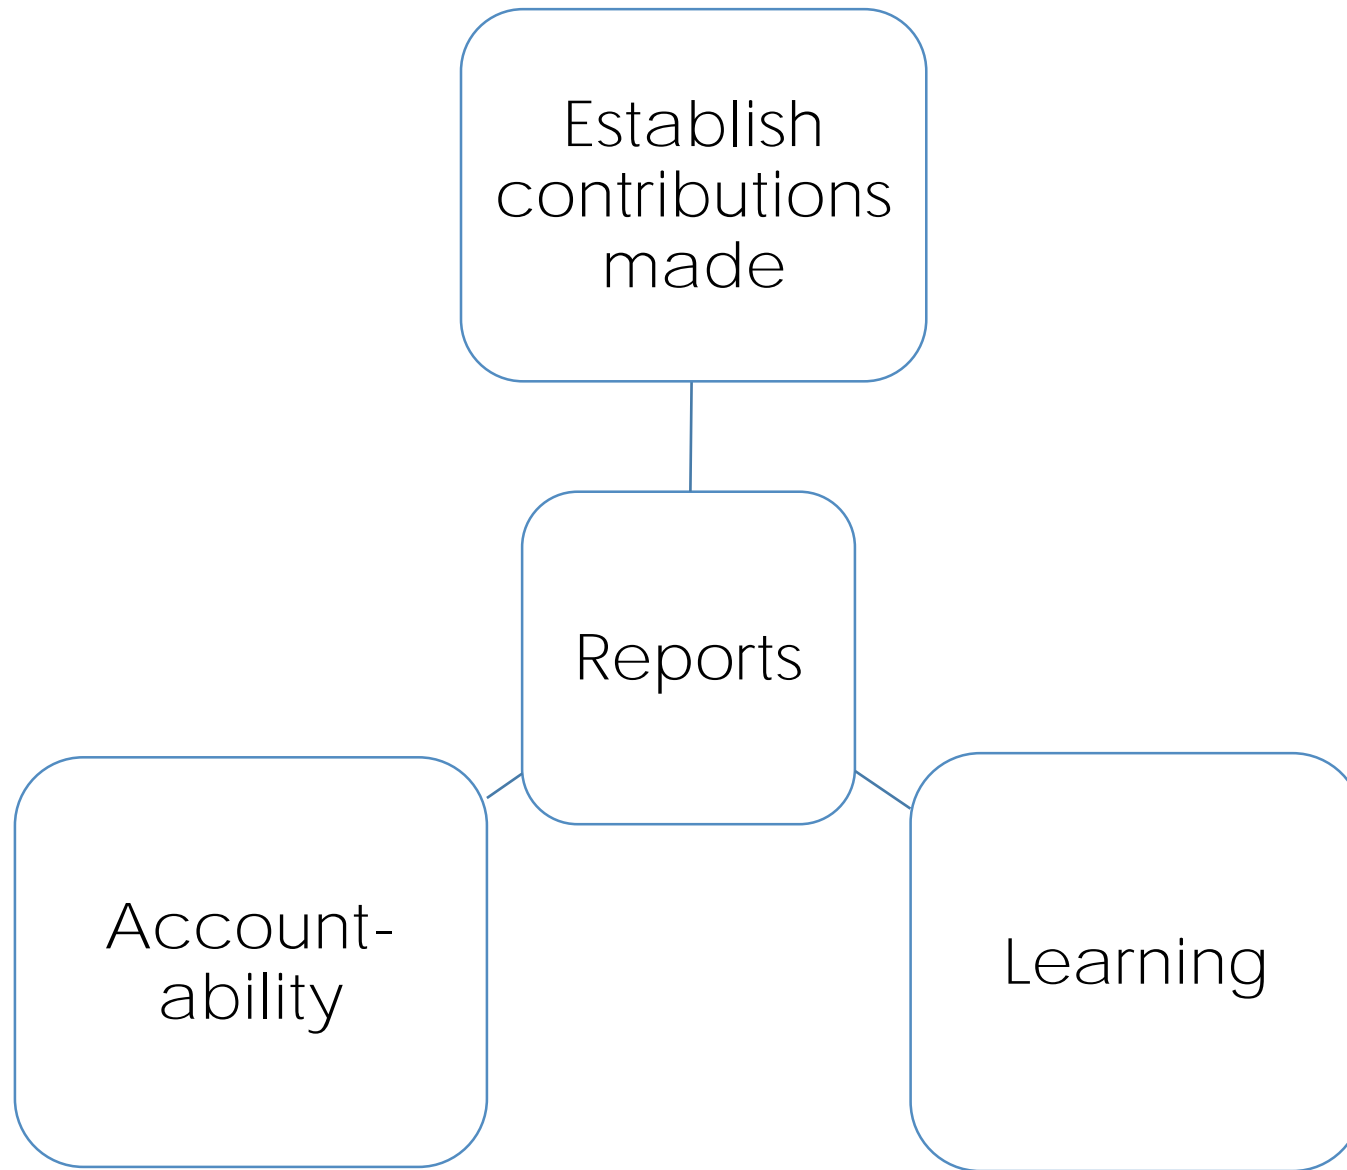 Establish
contributions
made
Reports
Account-
ability
Learning